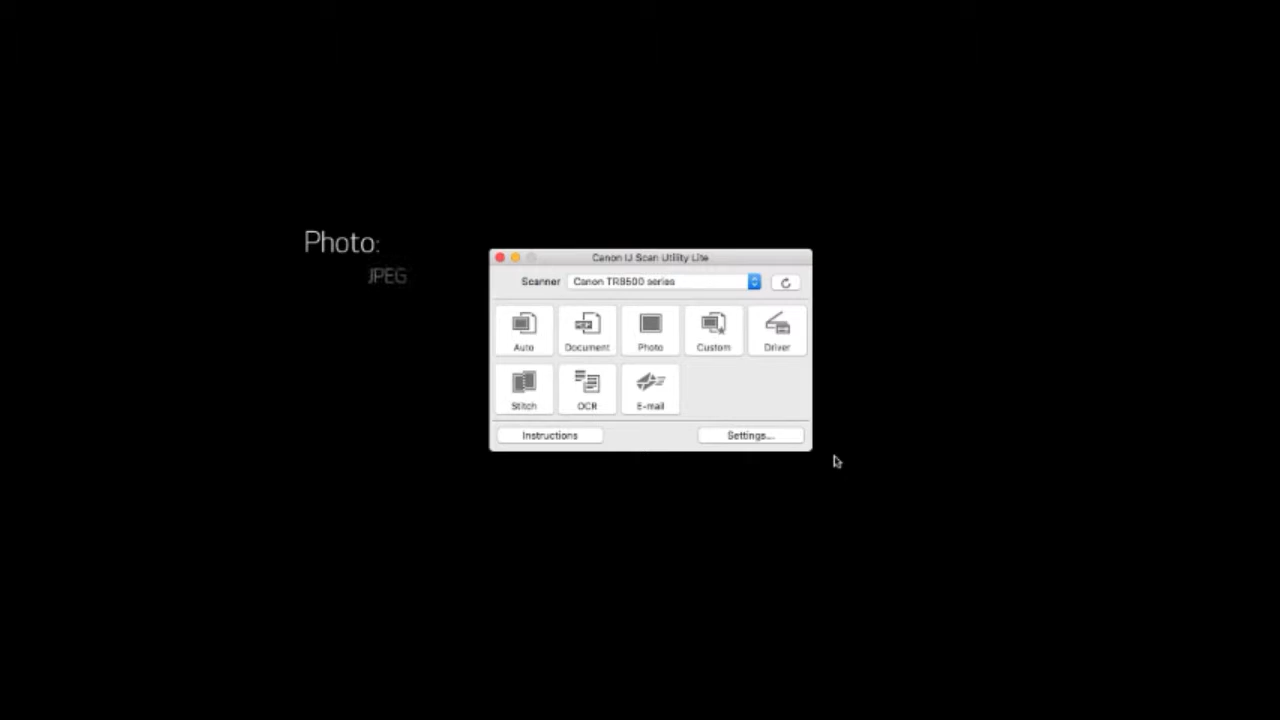 Photo:
JPEG
Canon IJ Scan Utility Lite
Scanner Canon TR8500 series
Auto Document Photo Custom Driver
Stitch OCR E-mail
Instructions Settings...